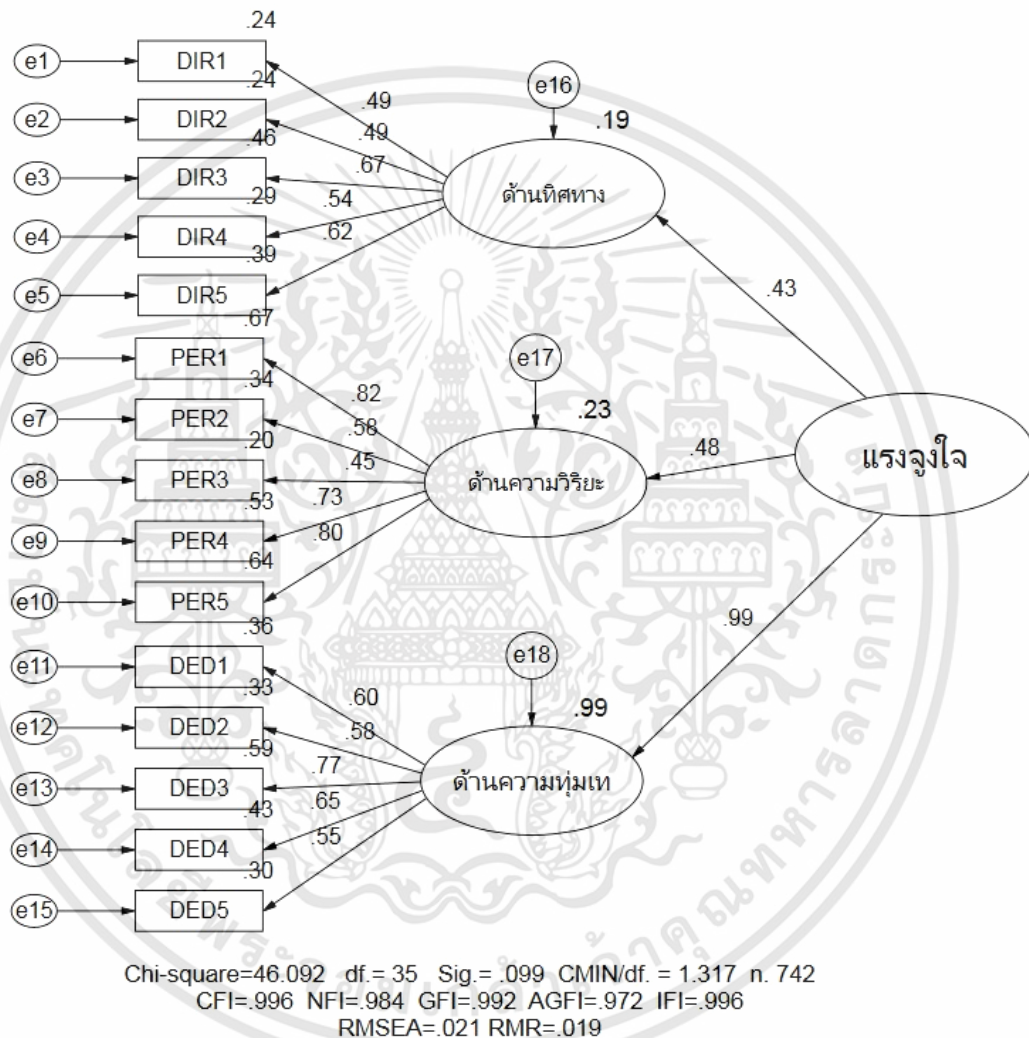 .24
e1 DIR1
.24
.49
e16
e2 DIR2
.49
.19
.46
.67
e3 DIR3
ด้านทิศทาง
.29
.54
e4 DIR4
.62
.39
.43
e5 DIR5
.67
e6 PER1
e17
.34
.82
.23
e7 PER2
.58
.20
.45
.48
แรงจูงใจ
e8 PER3
ด้านความวิริยะ
.53
.73
e9 PER4
.80
.64
e10 PER5
.36
.99
e11 DED1
e18
.33
.60
.99
e12 DED2
.58
.59
.77
e13 DED3
ด้านความทุ่มเท
.43
.65
e14 DED4
.55
.30
e15 DED5
Chi-square=46.092 df.= 35 Sig.= .099 CMIN/df. = 1.317 n. 742
CFI=.996 NFI=.984 GFI=.992 AGFI=.972 IFI=.996
RMSEA=.021 RMR=.019